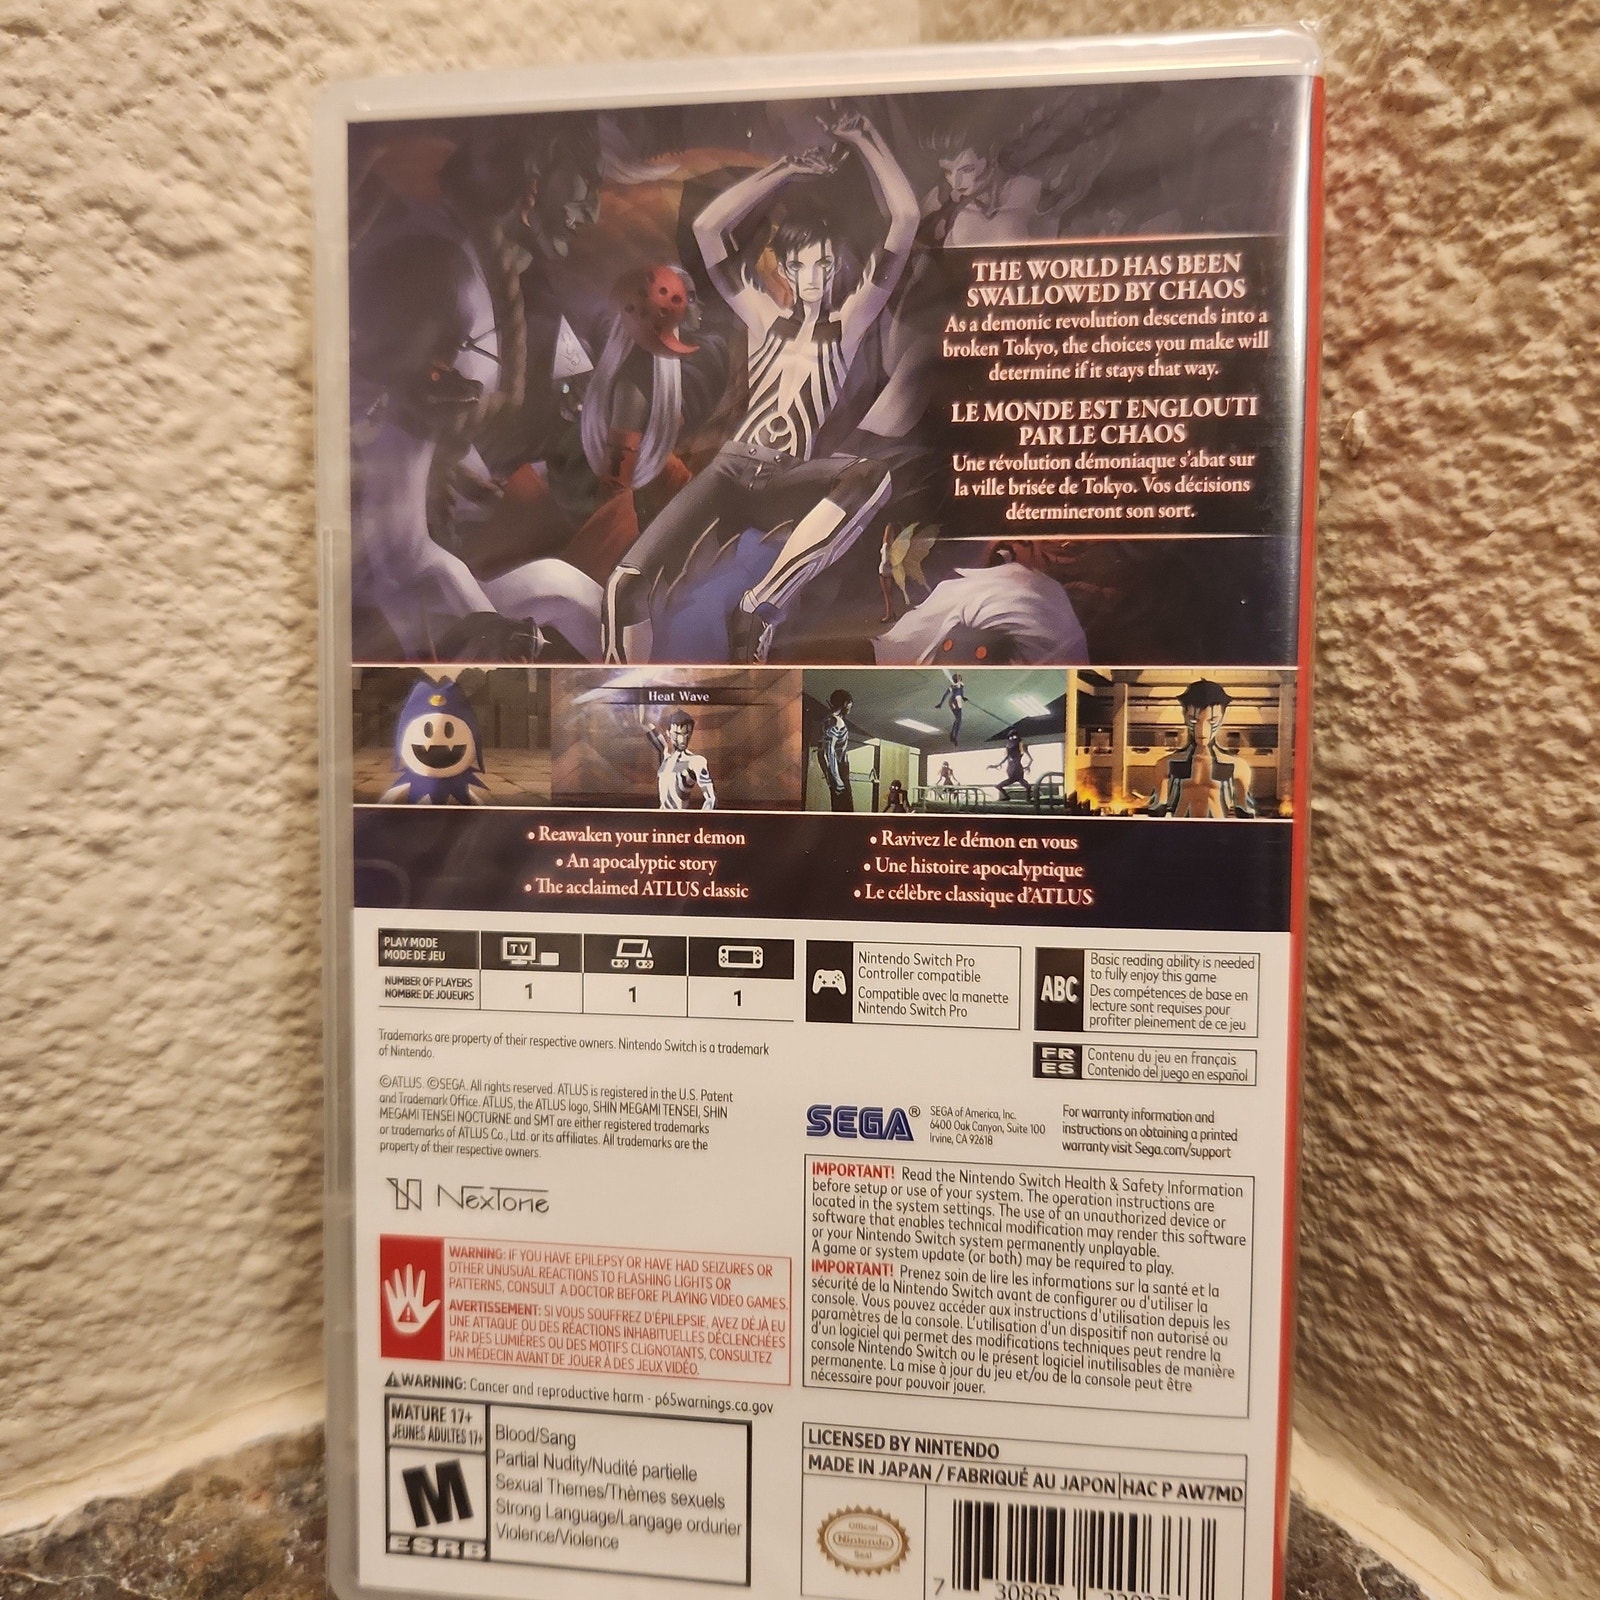 THE WORLD HAS BEEN
SWALLOWED BY CHAOS
As a demonic revolution descends into a
broken Tokyo, the choices you make will
determine if it stays that way.
LE MONDE EST ENGLOUTI
PAR LE CHAOS
Une révolution démoniaque s'abat sur
la ville brisée de Tokyo. Vos décisions
détermineront son sort.
Heat Wave
• Reawaken your inner demon
• An apocalyptic story
• The acclaimed ATLUS classic
• Ravivez le démon en vous
• Une histoire apocalyptique
• Le célèbre classique d'ATLUS
PLAY MODE
MODE DE JEU
TV
NUMBER OF PLAYERS
NOMBRE DE JOUEURS
1
1
1
Nintendo Switch Pro
Controller compatible
Compatible avec la manette
Nintendo Switch Pro
ABC
Basic reading ability is needed
to fully enjoy this game
Des compétences de base en
lecture sont requises pour
profiter pleinement de ce jeu
FR
ES
Contenu du jeu en français
Contenido del juego en español
Trademarks are property of their respective owners. Nintendo Switch is a trademark
of Nintendo.
©ATLUS. ©SEGA. All rights reserved. ATLUS is registered in the U.S. Patent
and Trademark Office. ATLUS, the ATLUS logo, SHIN MEGAMI TENSEI, SHIN
MEGAMI TENSEI NOCTURNE and SMT are either registered trademarks
or trademarks of ATLUS Co., Ltd. or its affiliates. All trademarks are the
property of their respective owners.
NexTone
SEGA®
SEGA of America, Inc.
6400 Oak Canyon, Suite 100
Irvine, CA 92618
For warranty information and
instructions on obtaining a printed
warranty visit Sega.com/support
IMPORTANT! Read the Nintendo Switch Health & Safety Information
before setup or use of your system. The operation instructions are
located in the system settings. The use of an unauthorized device or
software that enables technical modification may render this software
or your Nintendo Switch system permanently unplayable.
A game or system update (or both) may be required to play.
IMPORTANT! Prenez soin de lire les informations sur la santé et la
sécurité de la Nintendo Switch avant de configurer ou d'utiliser la
console. Vous pouvez accéder aux instructions d'utilisation depuis les
paramètres de la console. L'utilisation d'un dispositif non autorisé ou
d'un logiciel qui permet des modifications techniques peut rendre la
console Nintendo Switch ou le présent logiciel inutilisables de manière
permanente. La mise à jour du jeu et/ou de la console peut être
nécessaire pour pouvoir jouer.
WARNING: IF YOU HAVE EPILEPSY OR HAVE HAD SEIZURES OR
OTHER UNUSUAL REACTIONS TO FLASHING LIGHTS OR
PATTERNS, CONSULT A DOCTOR BEFORE PLAYING VIDEO GAMES.
AVERTISSEMENT: SI VOUS SOUFFREZ D'ÉPILEPSIE, AVEZ DÉJÀ EU
UNE ATTAQUE OU DES RÉACTIONS INHABITUELLES DÉCLENCHÉES
PAR DES LUMIÈRES OU DES MOTIFS CLIGNOTANTS, CONSULTEZ
UN MÉDECIN AVANT DE JOUER À DES JEUX VIDÉO.
WARNING: Cancer and reproductive harm - p65warnings.ca.gov
MATURE 17+
JEUNES ADULTES 17+
M
ESRB
Blood/Sang
Partial Nudity/Nudité partielle
Sexual Themes/Thèmes sexuels
Strong Language/Langage ordurier
Violence/Violence
LICENSED BY NINTENDO
MADE IN JAPAN / FABRIQUÉ AU JAPON HAC P AW7MD
Official
Nintendo
Seal
7 30865